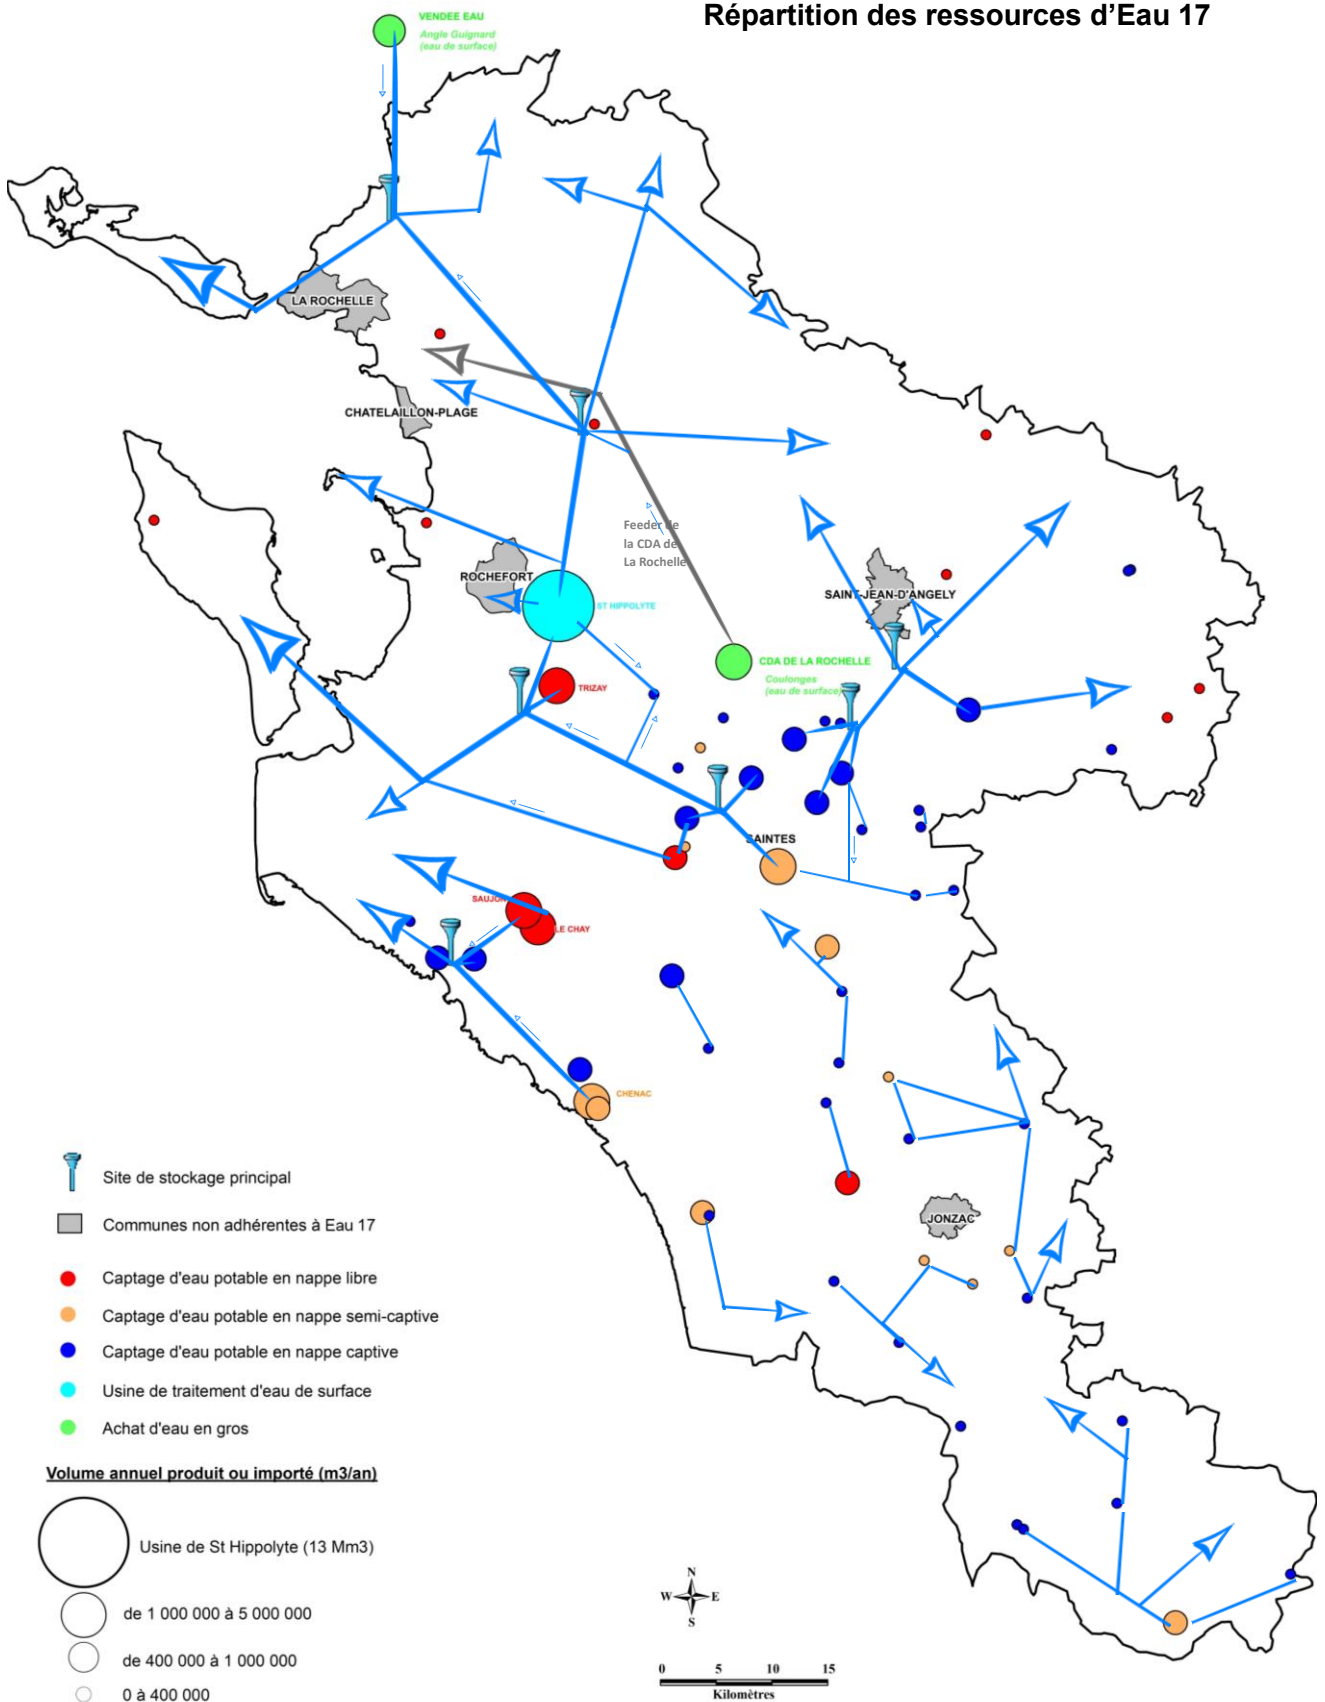 Répartition des ressources d’Eau 17
VENDEE EAU
Angle Guignard
(eau de surface)
LA ROCHELLE
CHATELAILLON-PLAGE
Feeder de
la CDA de
La Rochelle
ROCHEFORT
ST HIPPOLYTE
SAINT-JEAN-D'ANGELY
CDA DE LA ROCHELLE
Coulonges
(eau de surface)
TRIZAY
SAINTES
SAUJON
LE CHAY
CHENAC
JONZAC
Site de stockage principal
Communes non adhérentes à Eau 17
Captage d'eau potable en nappe libre
Captage d'eau potable en nappe semi-captive
Captage d'eau potable en nappe captive
Usine de traitement d'eau de surface
Achat d'eau en gros
Volume annuel produit ou importé (m3/an)
Usine de St Hippolyte (13 Mm3)
de 1 000 000 à 5 000 000
de 400 000 à 1 000 000
0 à 400 000
N
W E
S
0 5 10 15
Kilomètres